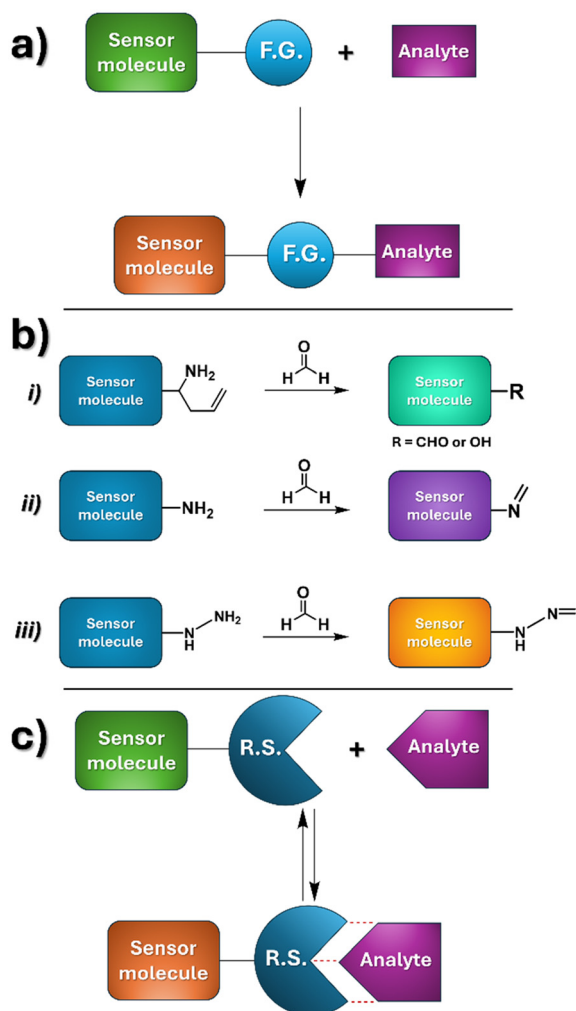 a)
Sensor
molecule
F.G.
+
Analyte
Sensor
molecule
F.G.
Analyte
b)
i)
Sensor
molecule
NH2
O
H H
Sensor
molecule
R
R = CHO or OH
ii)
Sensor
molecule
NH2
O
H H
Sensor
molecule
N
iii)
Sensor
molecule
N
H
NH2
O
H H
Sensor
molecule
N
H
N
c)
Sensor
molecule
R.S.
+
Analyte
Sensor
molecule
R.S.
Analyte